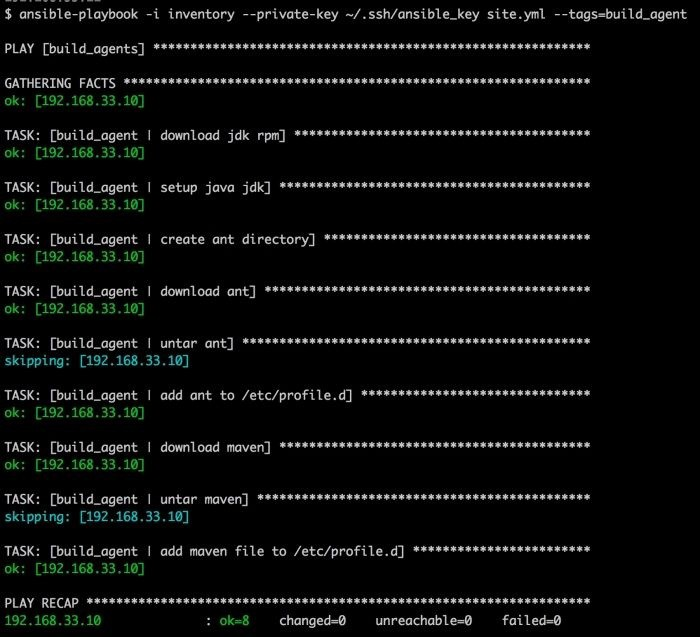 $ ansible-playbook -i inventory --private-key ~/.ssh/ansible_key site.yml --tags=build_agent
PLAY [build_agents] ***********************************************************
GATHERING FACTS ***************************************************************
ok: [192.168.33.10]
TASK: [build_agent | download jdk rpm] ****************************************
ok: [192.168.33.10]
TASK: [build_agent | setup java jdk] ******************************************
ok: [192.168.33.10]
TASK: [build_agent | create ant directory] ************************************
ok: [192.168.33.10]
TASK: [build_agent | download ant] ********************************************
ok: [192.168.33.10]
TASK: [build_agent | untar ant] ***********************************************
skipping: [192.168.33.10]
TASK: [build_agent | add ant to /etc/profile.d] *******************************
ok: [192.168.33.10]
TASK: [build_agent | download maven] ******************************************
ok: [192.168.33.10]
TASK: [build_agent | untar maven] *********************************************
skipping: [192.168.33.10]
TASK: [build_agent | add maven file to /etc/profile.d] ************************
ok: [192.168.33.10]
PLAY RECAP ********************************************************************
192.168.33.10              : ok=8    changed=0    unreachable=0    failed=0